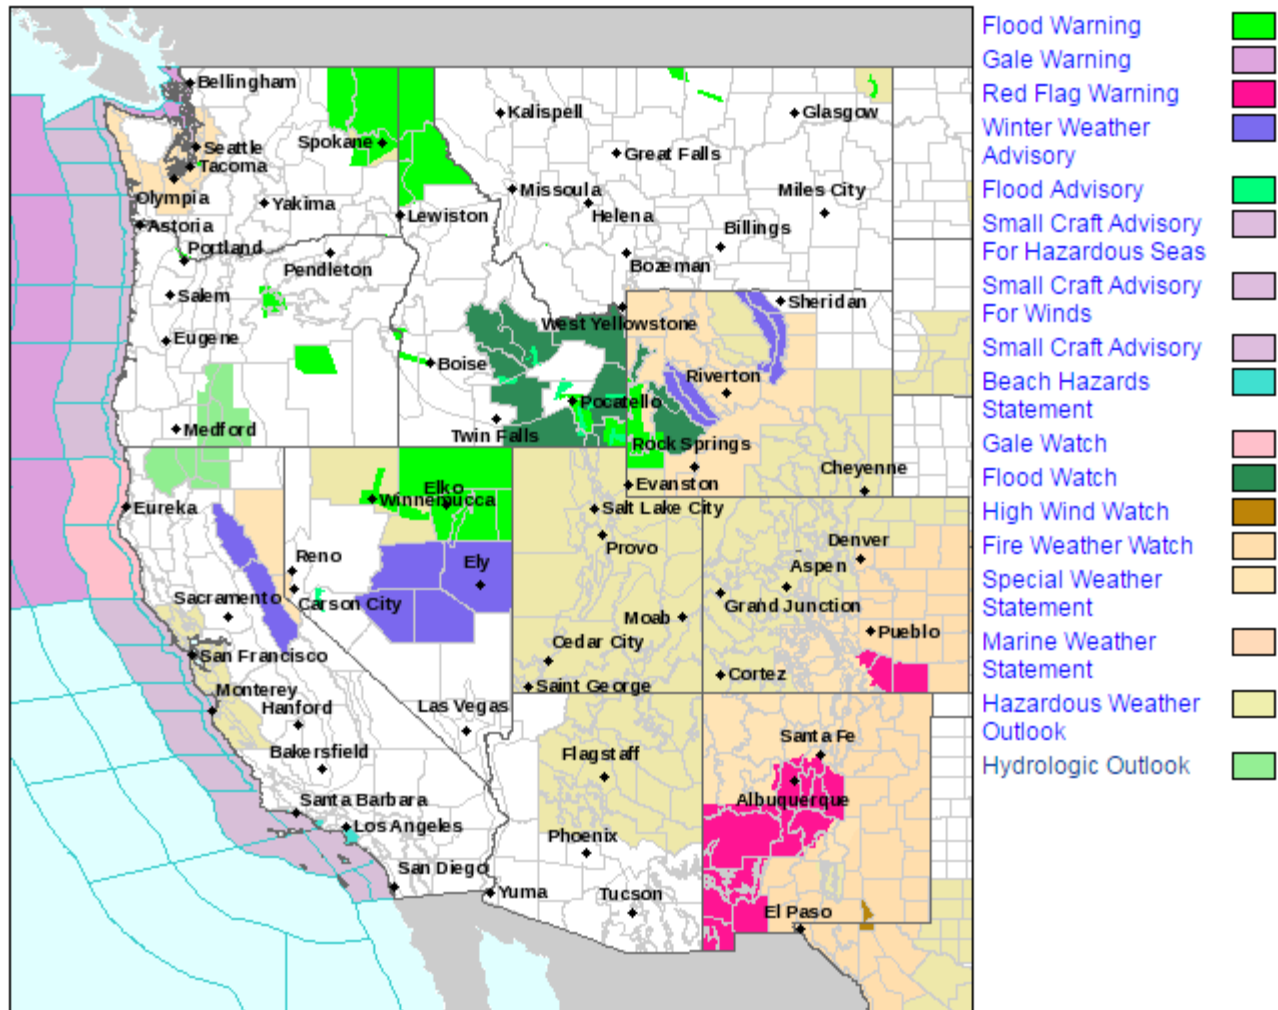 Flood Warning
Gale Warning
Red Flag Warning
Winter Weather
Advisory
Flood Advisory
Small Craft Advisory
For Hazardous Seas
Small Craft Advisory
For Winds
Small Craft Advisory
Beach Hazards
Statement
Gale Watch
Flood Watch
High Wind Watch
Fire Weather Watch
Special Weather
Statement
Marine Weather
Statement
Hazardous Weather
Outlook
Hydrologic Outlook
Bellingham
Kalispell
Glasgow
Seattle
Spokane
Great Falls
Tacoma
Olympia
Yakima
Missoula
Miles City
Helena
Lewiston
Astoria
Billings
Portland
Pendleton
Bozeman
Salem
Sheridan
West Yellowstone
Eugene
Boise
Riverton
Pocatello
Medford
Twin Falls
Rock Springs
Cheyenne
Evanston
Elko
Winnemucca
Eureka
Salt Lake City
Provo
Denver
Reno
Ely
Aspen
Sacramento
Carson City
Grand Junction
Moab
Pueblo
Cedar City
San Francisco
Cortez
Saint George
Monterey
Hanford
Las Vegas
Santa Fe
Bakersfield
Flagstaff
Albuquerque
Santa Barbara
Los Angeles
Phoenix
San Diego
Yuma
Tucson
El Paso